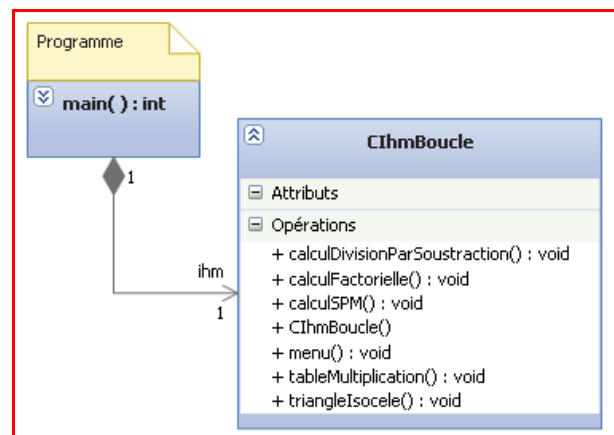 Programme
main( ) : int
1
ihm
1
CIhmBoucle
Attributs
Opérations
+ calculDivisionParSoustraction() : void
+ calculFactorielle() : void
+ calculSPM() : void
+ CIhmBoucle()
+ menu() : void
+ tableMultiplication() : void
+ triangleIsocele() : void